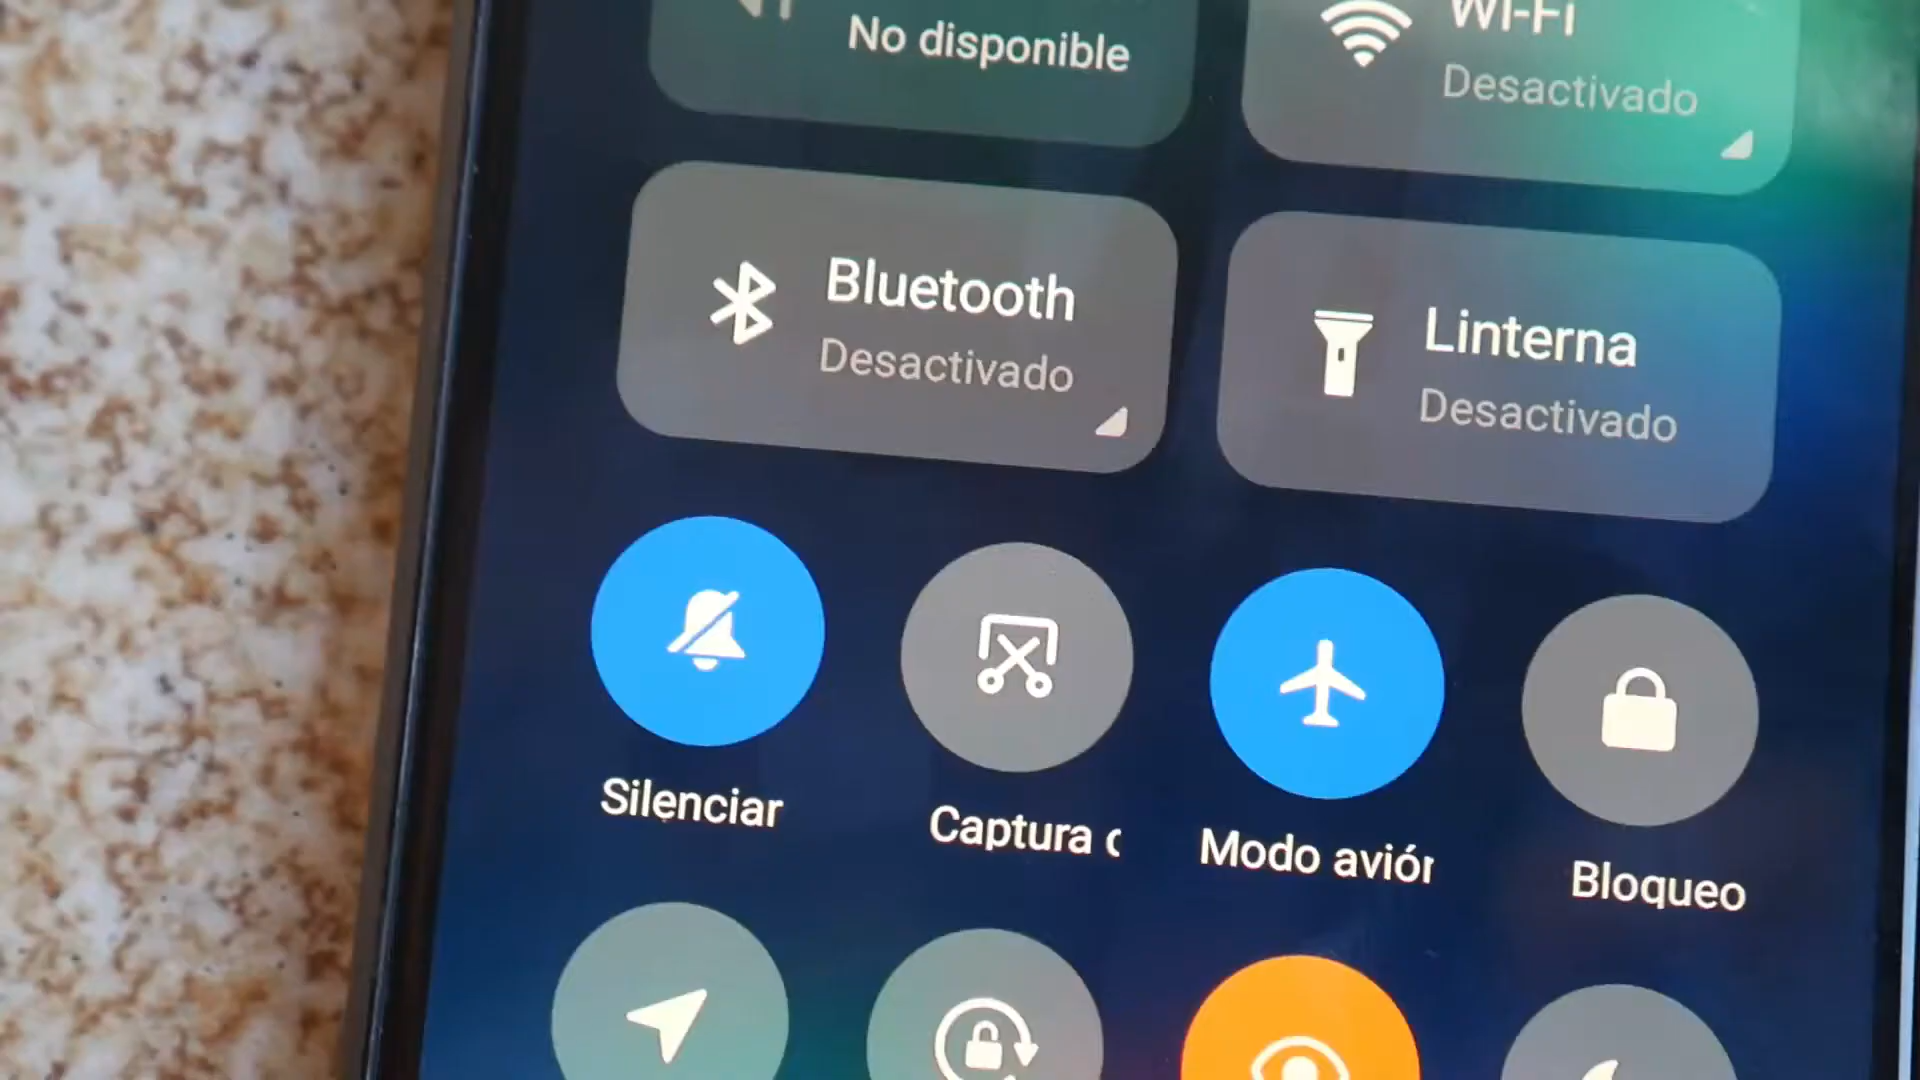 No disponible
Wi-Fi
Desactivado
Bluetooth
Desactivado
Linterna
Desactivado
Silenciar
Captura
Modo avión
Bloqueo